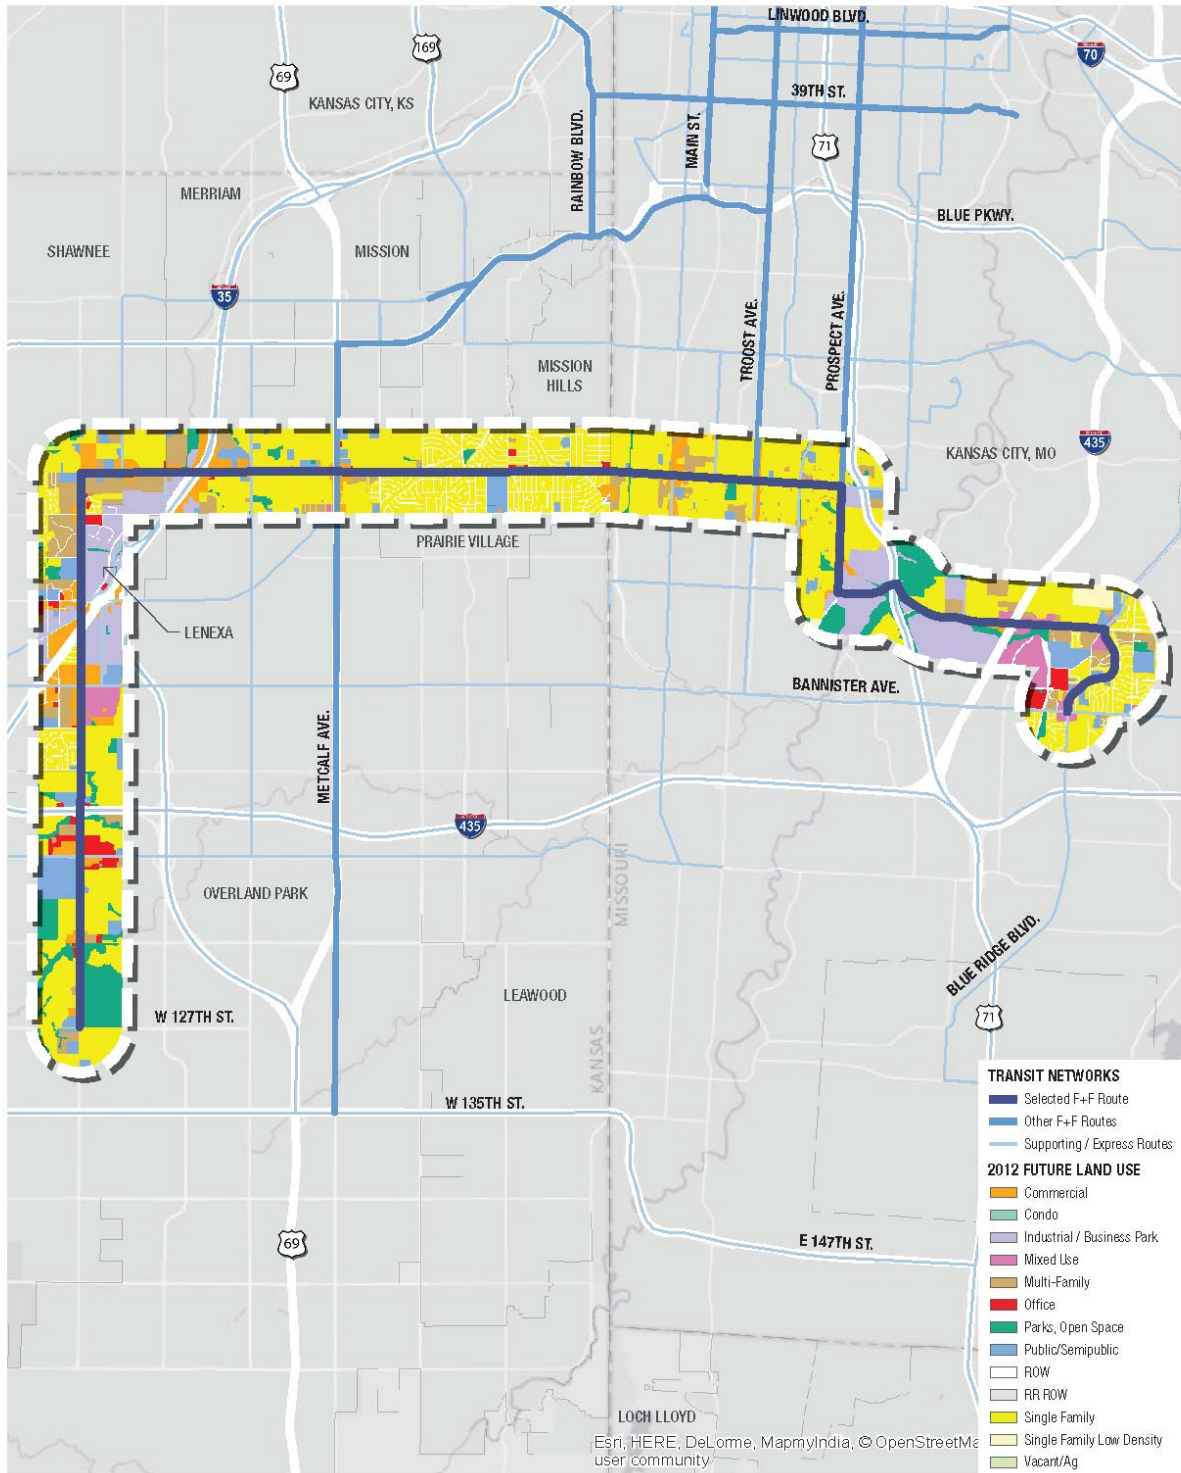 LINWOOD BLVD.
69
169
70
KANSAS CITY, KS
39TH ST.
RAINBOW BLVD.
MAIN ST.
71
MERRIAM
BLUE PKWY.
SHAWNEE
MISSION
35
TROOST AVE.
PROSPECT AVE.
MISSION
HILLS
435
KANSAS CITY, MO
PRAIRIE VILLAGE
LENEXA
BANNISTER AVE.
METCALF AVE.
435
MISSOURI
OVERLAND PARK
BLUE RIDGE BLVD.
LEAWOOD
W 127TH ST.
71
KANSAS
W 135TH ST.
69
E 147TH ST.
LOCH LLOYD
TRANSIT NETWORKS
Selected F+F Route
Other F+F Routes
Supporting / Express Routes
2012 FUTURE LAND USE
Commercial
Condo
Industrial / Business Park
Mixed Use
Multi-Family
Office
Parks, Open Space
Public/Semipublic
ROW
RR ROW
Single Family
Single Family Low Density
Vacant/Ag
Esri, HERE, DeLorme, MapmyIndia, © OpenStreetMa
user community